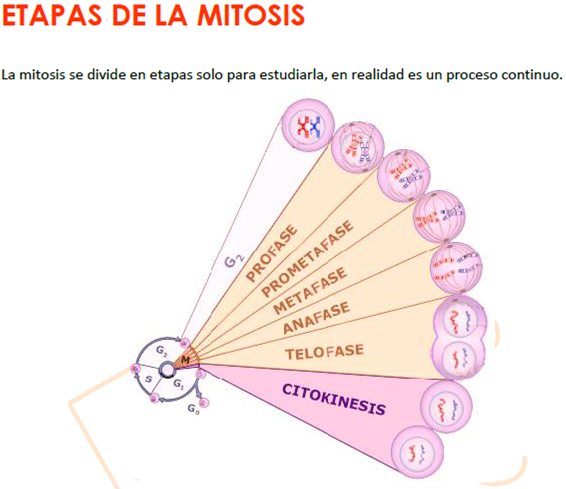 ETAPAS DE LA MITOSIS
La mitosis se divide en etapas solo para estudiarla, en realidad es un proceso continuo.
G2
PROFASE
PROMETAFASE
METAFASE
ANAFASE
TELOFASE
CITOKINESIS
G2
M
S
G1
G0